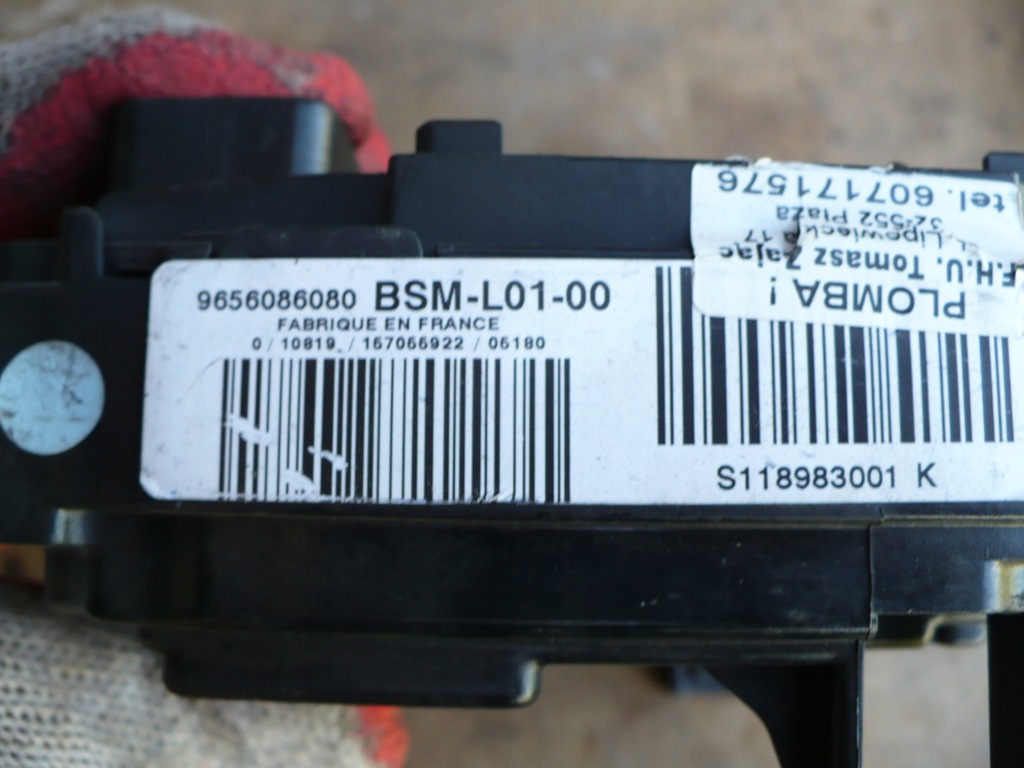 9656086080 BSM-L01-00
FABRIQUE EN FRANCE
0/10819 /157065922 /05180
S118983001 K
PLOMBA !
F.H.U. Tomasz Zając
Lipowiecka 17
32-552 Płaza
tel. 607171576